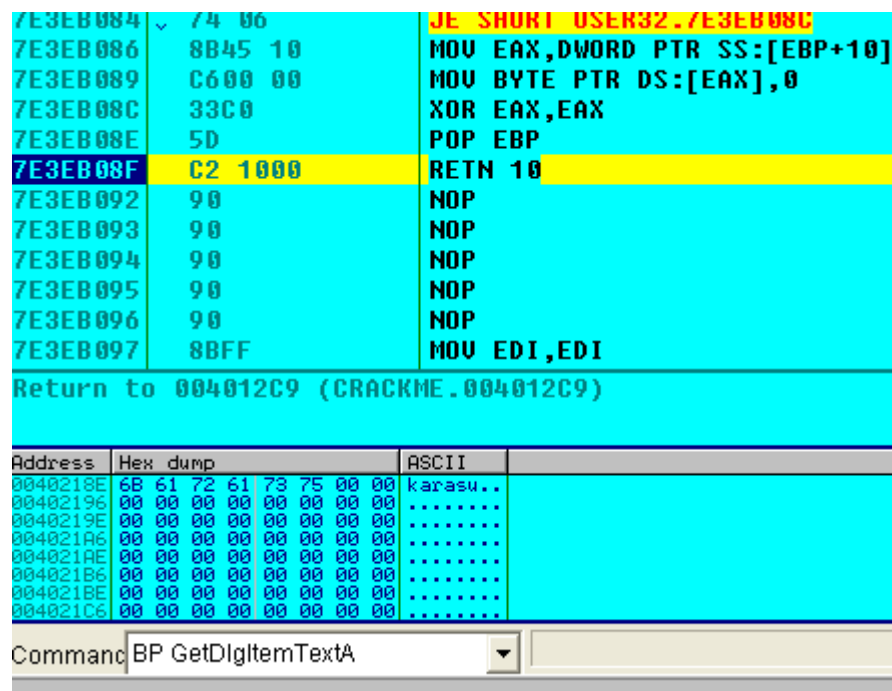 7E3EB084 ⌄ 74 06 JE SHORT USER32.7E3EB08C
7E3EB086 8B45 10 MOV EAX,DWORD PTR SS:[EBP+10]
7E3EB089 C600 00 MOV BYTE PTR DS:[EAX],0
7E3EB08C 33C0 XOR EAX,EAX
7E3EB08E 5D POP EBP
7E3EB08F C2 1000 RETN 10
7E3EB092 90 NOP
7E3EB093 90 NOP
7E3EB094 90 NOP
7E3EB095 90 NOP
7E3EB096 90 NOP
7E3EB097 8BFF MOV EDI,EDI
Return to 004012C9 (CRACKME.004012C9)
Address Hex dump ASCII
0040218E 6B 61 72 61 73 75 00 00 karasu..
00402196 00 00 00 00 00 00 00 00 ........
0040219E 00 00 00 00 00 00 00 00 ........
004021A6 00 00 00 00 00 00 00 00 ........
004021AE 00 00 00 00 00 00 00 00 ........
004021B6 00 00 00 00 00 00 00 00 ........
004021BE 00 00 00 00 00 00 00 00 ........
004021C6 00 00 00 00 00 00 00 00 ........
Command BP GetDlgItemTextA